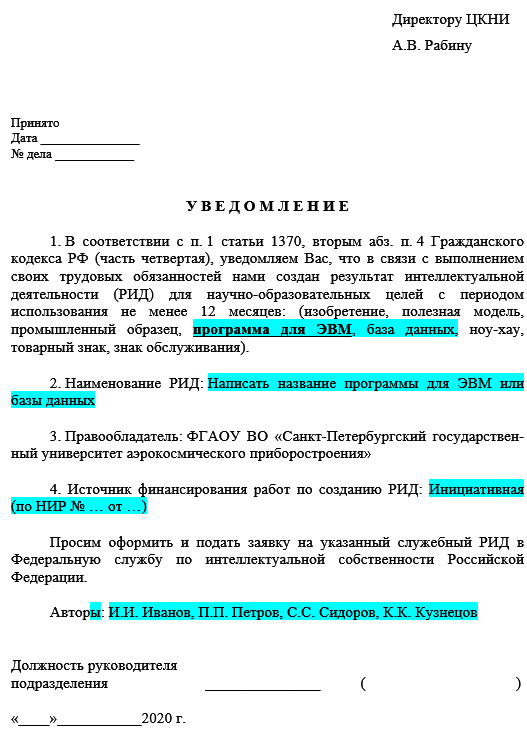 Директору ЦКНИ
А.В. Рабину
Принято
Дата ________________
№ дела _____________
У В Е Д О М Л Е Н И Е
1. В соответствии с п. 1 статьи 1370, вторым абз. п. 4 Гражданского
кодекса РФ (часть четвертая), уведомляем Вас, что в связи с выполнением
своих трудовых обязанностей нами создан результат интеллектуальной
деятельности (РИД) для научно-образовательных целей с периодом
использования не менее 12 месяцев: (изобретение, полезная модель,
промышленный образец, программа для ЭВМ, база данных, ноу-хау,
товарный знак, знак обслуживания).
2. Наименование РИД: Написать название программы для ЭВМ или
базы данных
3. Правообладатель: ФГАОУ ВО «Санкт-Петербургский государствен-
ный университет аэрокосмического приборостроения»
4. Источник финансирования работ по созданию РИД: Инициативная
(по НИР № … от …)
Просим оформить и подать заявку на указанный служебный РИД в
Федеральную службу по интеллектуальной собственности Российской
Федерации.
Авторы: И.И. Иванов, П.П. Петров, С.С. Сидоров, К.К. Кузнецов
Должность руководителя
подразделения ________________ ( )
«____»____________2020 г.